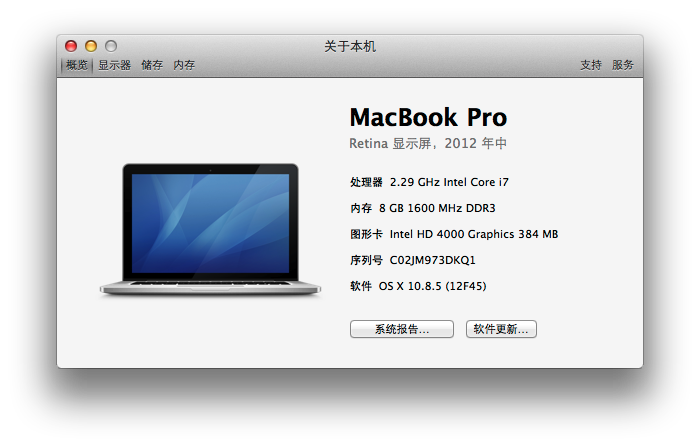 关于本机
概览 显示器 储存 内存 支持 服务
MacBook Pro
Retina 显示屏，2012 年中
处理器 2.29 GHz Intel Core i7
内存 8 GB 1600 MHz DDR3
图形卡 Intel HD 4000 Graphics 384 MB
序列号 C02JM973DKQ1
软件 OS X 10.8.5 (12F45)
系统报告... 软件更新...